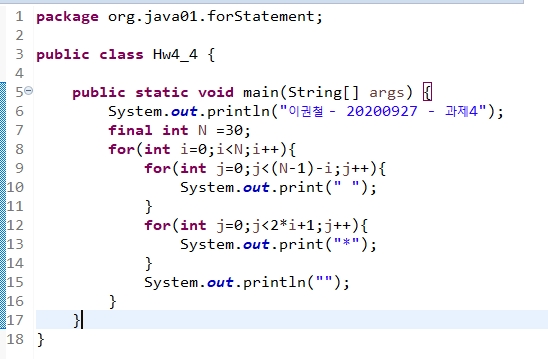 1 package org.java01.forStatement;
2
3 public class Hw4_4 {
4
5 public static void main(String[] args) {
6 System.out.println("이권철 - 20200927 - 과제4");
7 final int N =30;
8 for(int i=0;i<N;i++){
9 for(int j=0;j<(N-1)-i;j++){
10 System.out.print(" ");
11 }
12 for(int j=0;j<2*i+1;j++){
13 System.out.print("*");
14 }
15 System.out.println("");
16 }
17 }
18 }